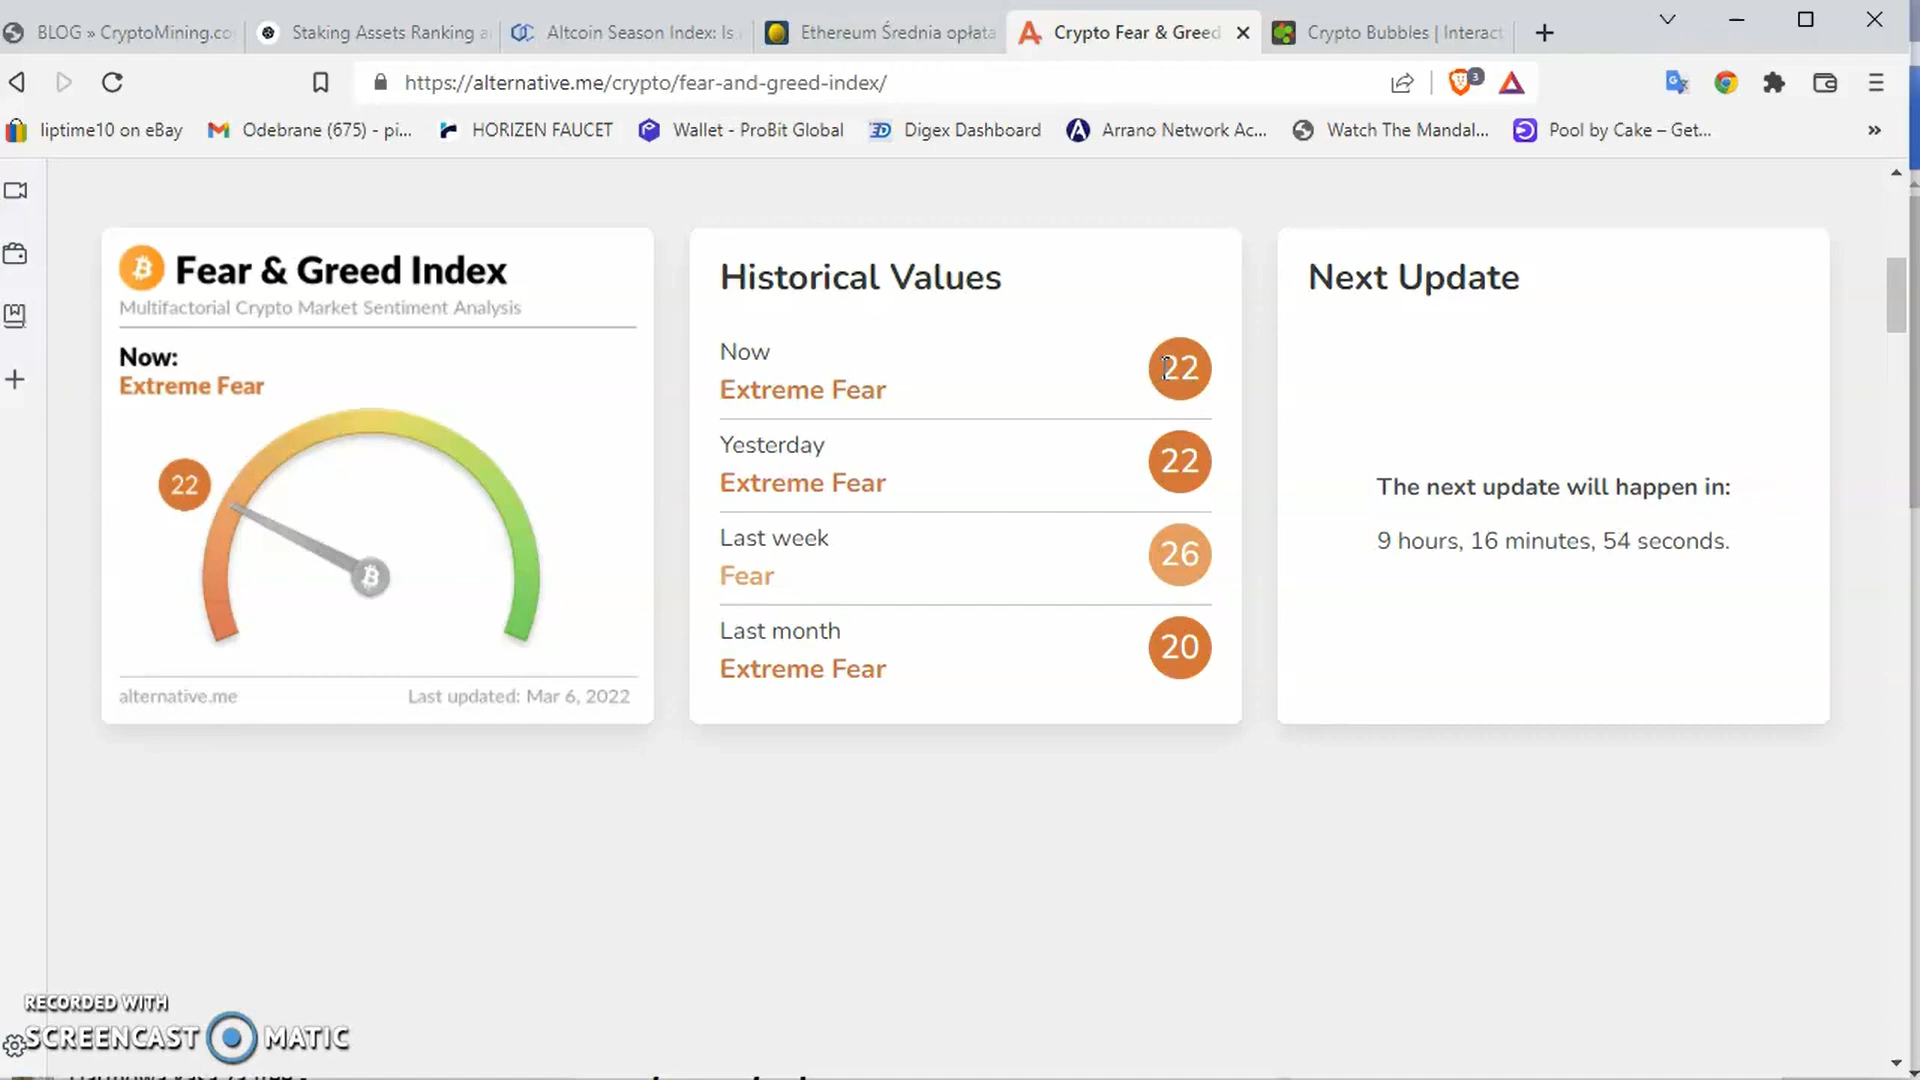 BLOG » CryptoMining.co
Staking Assets Ranking a
Altcoin Season Index: Is
Ethereum Średnia opłata
Crypto Fear & Greed
Crypto Bubbles | Interact
https://alternative.me/crypto/fear-and-greed-index/
3
liptime10 on eBay
Odebrane (675) - pi...
HORIZEN FAUCET
Wallet - ProBit Global
Digex Dashboard
Arrano Network Ac...
Watch The Mandal...
Pool by Cake – Get...
»
Fear & Greed Index
Multifactorial Crypto Market Sentiment Analysis
Now:
Extreme Fear
22
alternative.me
Last updated: Mar 6, 2022
Historical Values
Now
Extreme Fear
22
Yesterday
Extreme Fear
22
Last week
Fear
26
Last month
Extreme Fear
20
Next Update
The next update will happen in:
9 hours, 16 minutes, 54 seconds.
RECORDED WITH
SCREENCAST MATIC